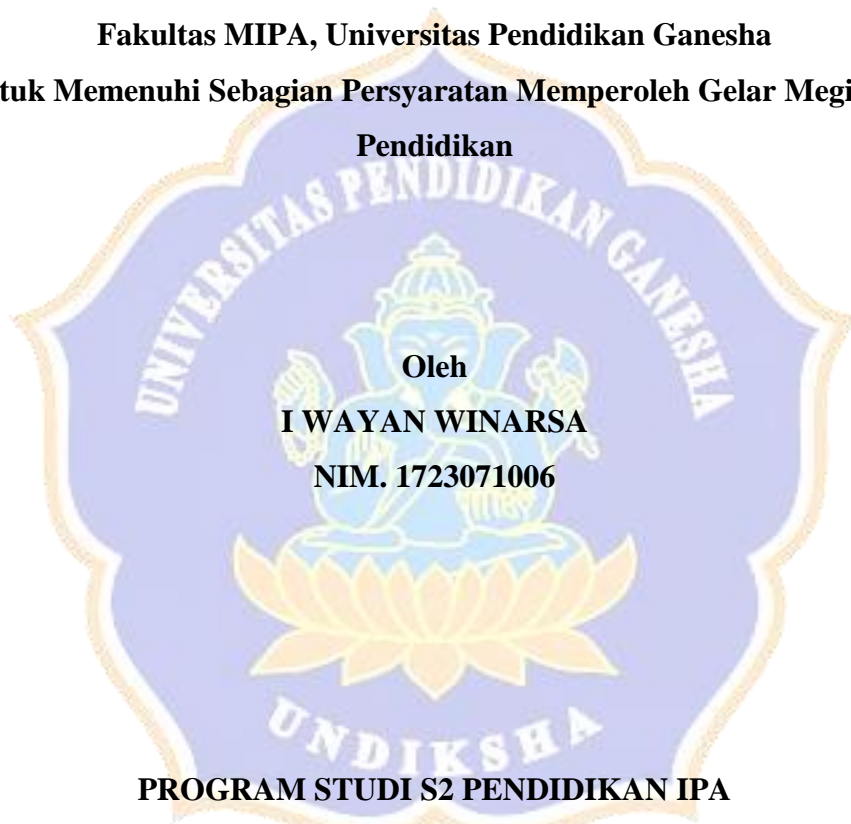 Fakultas MIPA, Universitas Pendidikan Ganesha
tuk Memenuhi Sebagian Persyaratan Memperoleh Gelar Megi
Pendidikan
UNIVERSITAS PENDIDIKAN GANESHA
Oleh
I WAYAN WINARSA
NIM. 1723071006
UNDIKSHA
PROGRAM STUDI S2 PENDIDIKAN IPA